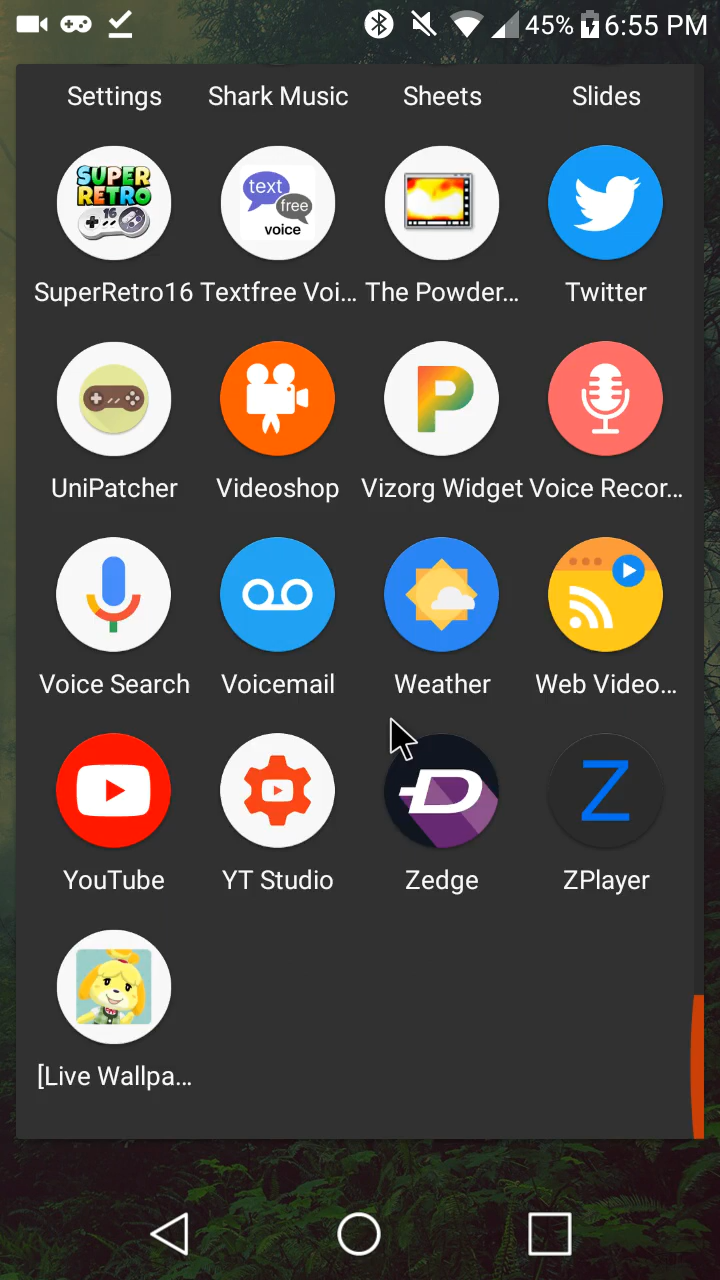 45% 6:55 PM
Settings Shark Music Sheets Slides
SUPER
RETRO
16
text
free
voice
SuperRetro16 Textfree Voi... The Powder... Twitter
P
UniPatcher Videoshop Vizorg Widget Voice Recor...
Voice Search Voicemail Weather Web Video...
D Z
YouTube YT Studio Zedge ZPlayer
[Live Wallpa...